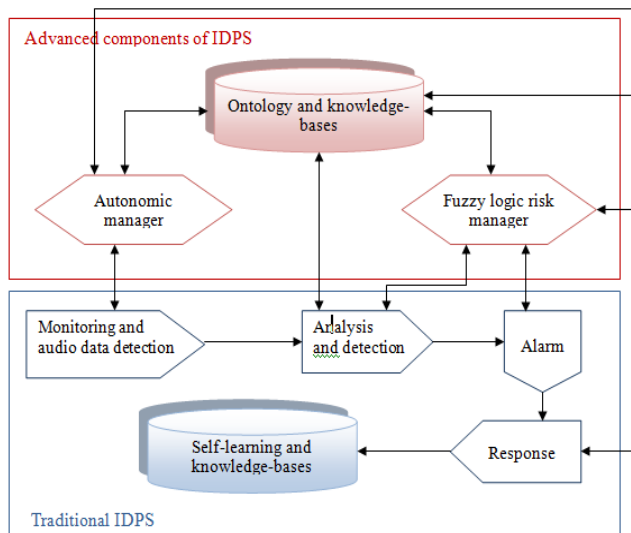 Advanced components of IDPS
Ontology and knowledge-
bases
Autonomic
manager
Fuzzy logic risk
manager
Monitoring and
audio data detection
Analysis
and detection
Alarm
Self-learning and
knowledge-bases
Response
Traditional IDPS